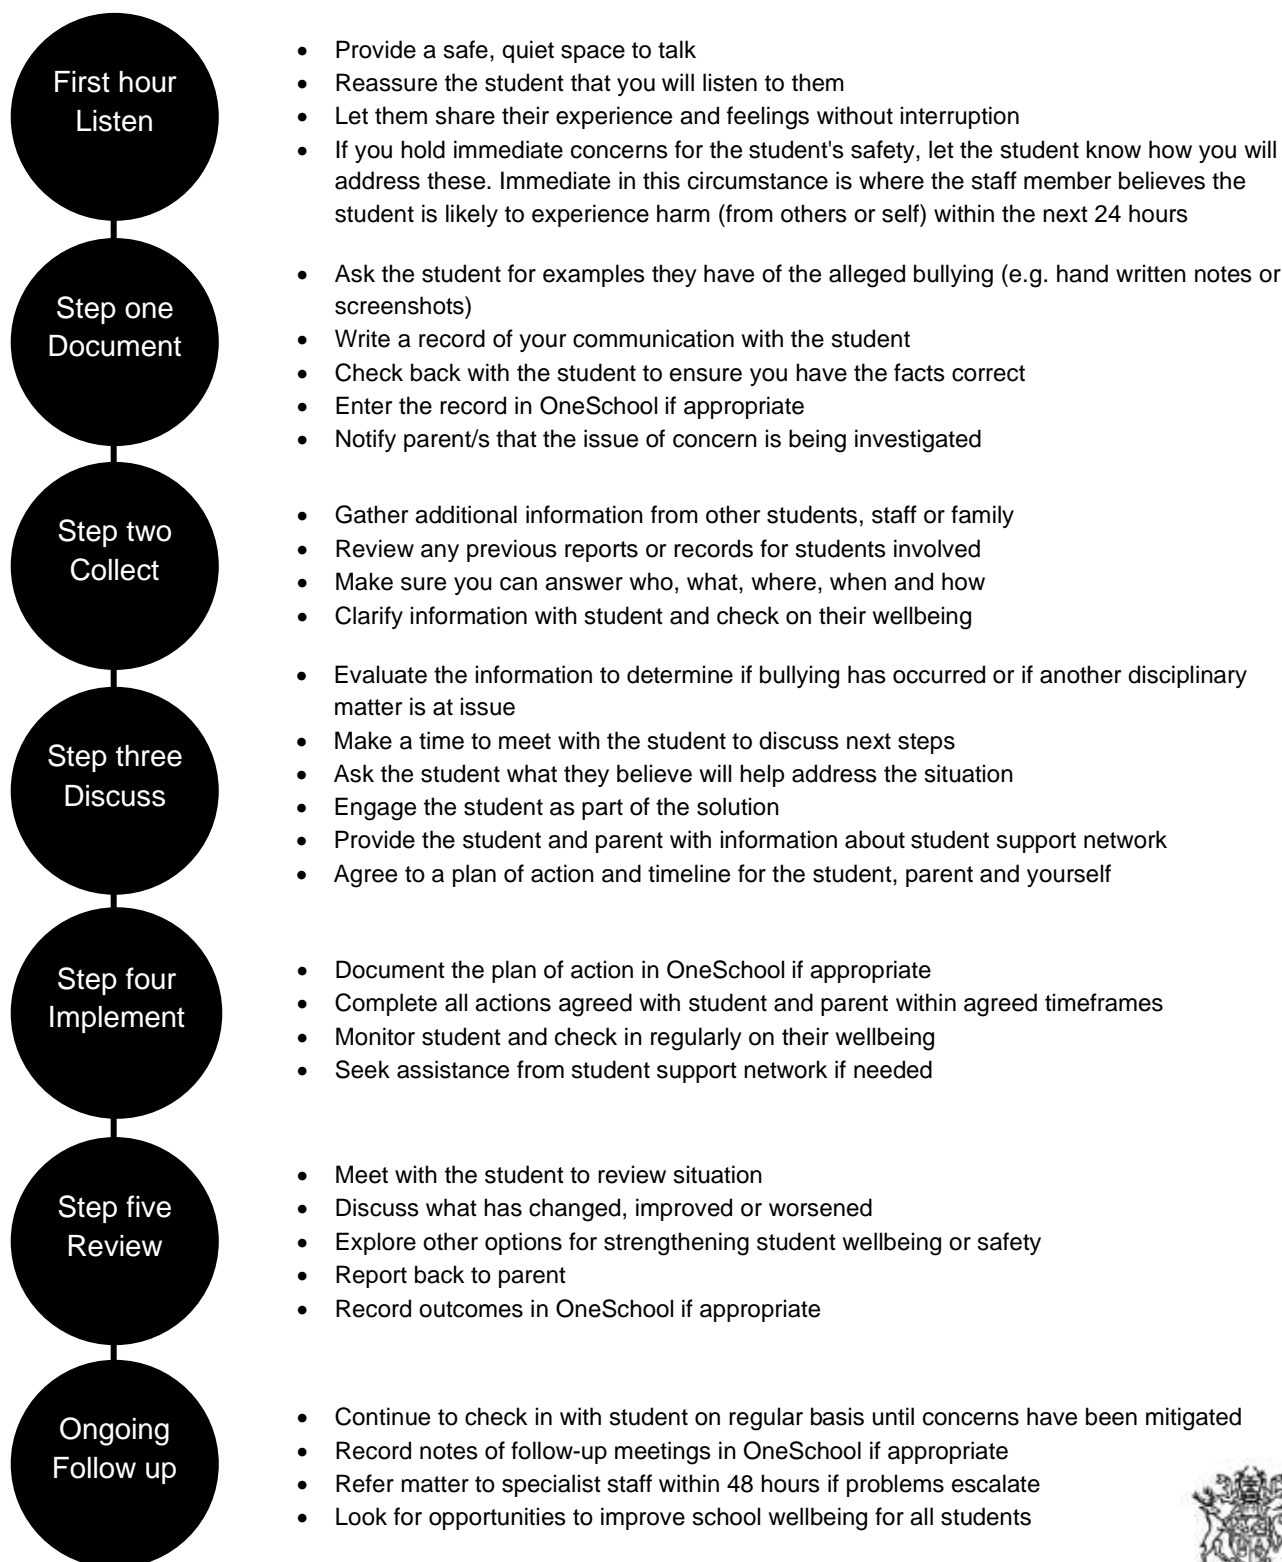 First hour
Listen
• Provide a safe, quiet space to talk
• Reassure the student that you will listen to them
• Let them share their experience and feelings without interruption
• If you hold immediate concerns for the student's safety, let the student know how you will
address these. Immediate in this circumstance is where the staff member believes the
student is likely to experience harm (from others or self) within the next 24 hours
Step one
Document
• Ask the student for examples they have of the alleged bullying (e.g. hand written notes or
screenshots)
• Write a record of your communication with the student
• Check back with the student to ensure you have the facts correct
• Enter the record in OneSchool if appropriate
• Notify parent/s that the issue of concern is being investigated
Step two
Collect
• Gather additional information from other students, staff or family
• Review any previous reports or records for students involved
• Make sure you can answer who, what, where, when and how
• Clarify information with student and check on their wellbeing
Step three
Discuss
• Evaluate the information to determine if bullying has occurred or if another disciplinary
matter is at issue
• Make a time to meet with the student to discuss next steps
• Ask the student what they believe will help address the situation
• Engage the student as part of the solution
• Provide the student and parent with information about student support network
• Agree to a plan of action and timeline for the student, parent and yourself
Step four
Implement
• Document the plan of action in OneSchool if appropriate
• Complete all actions agreed with student and parent within agreed timeframes
• Monitor student and check in regularly on their wellbeing
• Seek assistance from student support network if needed
Step five
Review
• Meet with the student to review situation
• Discuss what has changed, improved or worsened
• Explore other options for strengthening student wellbeing or safety
• Report back to parent
• Record outcomes in OneSchool if appropriate
Ongoing
Follow up
• Continue to check in with student on regular basis until concerns have been mitigated
• Record notes of follow-up meetings in OneSchool if appropriate
• Refer matter to specialist staff within 48 hours if problems escalate
• Look for opportunities to improve school wellbeing for all students